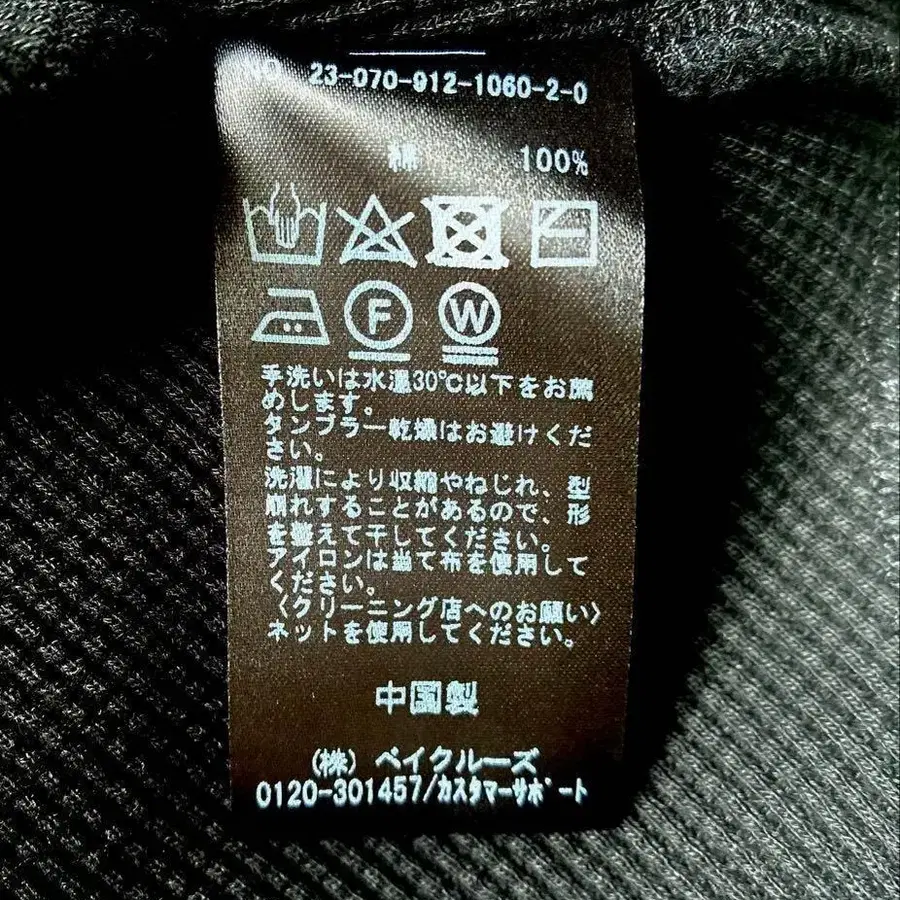 NO. 23-070-912-1060-2-0
綿 100%
F W
手洗いは水温30℃以下をお薦
めします。
タンブラー乾燥はお避けくだ
さい。
洗濯により収縮やねじれ、型
崩れすることがあるので、形
を整えて干してください。
アイロンは当て布を使用して
ください。
〈クリーニング店へのお願い〉
ネットを使用してください。
中国製
(株) ベイクルーズ
0120-301457/カスタマーサポート